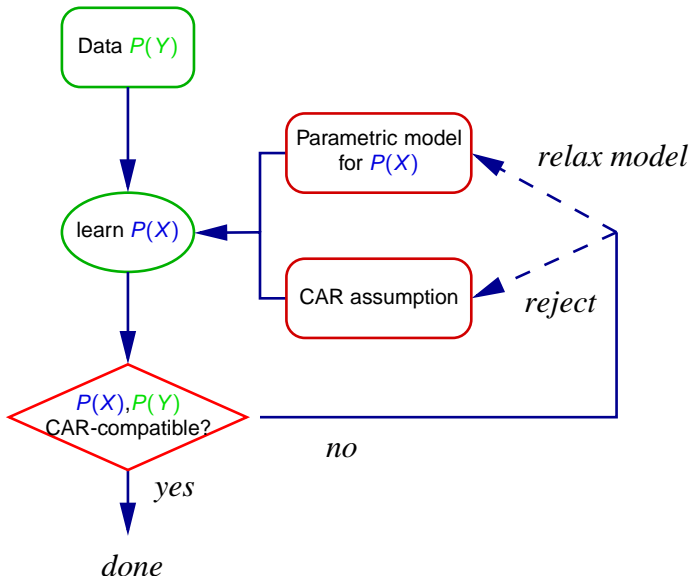 Data P(Y)
Parametric model
for P(X)
relax model
learn P(X)
CAR assumption
reject
P(X),P(Y)
CAR-compatible?
no
yes
done